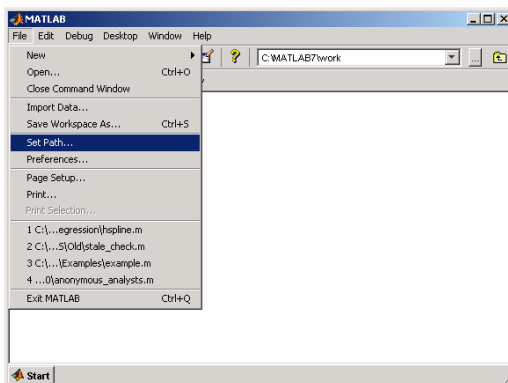 MATLAB
File Edit Debug Desktop Window Help
New
Open... Ctrl+O
Close Command Window
Import Data...
Save Workspace As... Ctrl+S
Set Path...
Preferences...
Page Setup...
Print...
Print Selection...
1 C:\...egression\hspline.m
2 C:\...S\Old\stale_check.m
3 C:\...\Examples\example.m
4 ...0\anonymous_analysts.m
Exit MATLAB Ctrl+Q
C:\MATLAB7\work
...
Start